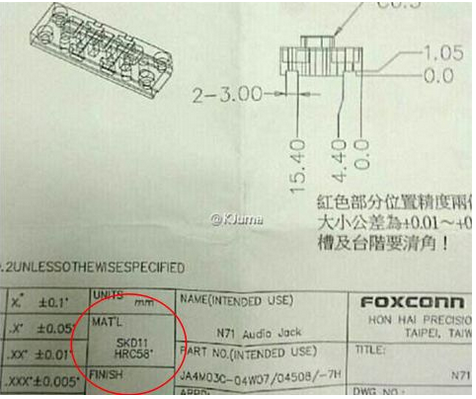 1.05
0.0
2-3.00
15.40
4.40
0.0
紅色部分位置精度兩
大小公差為±0.01~+0
槽及台階要清角！
@KJuma
.2UNLESSOTHEWISESPECIFIED
X.° ±0.1°
.X° ±0.05°
.XX° ±0.01°
.XXX°±0.005°
UNITS mm
MAT'L
SKD11
HRC58°
FINISH
NAME(INTENDED USE)
N71 Audio Jack
PART NO.(INTENDED USE)
JA4M03C-04W07/04508/-7H
FOXCONN
HON HAI PRECISIO
TAIPEI, TAIW
TITLE:
N71
DWG NO.